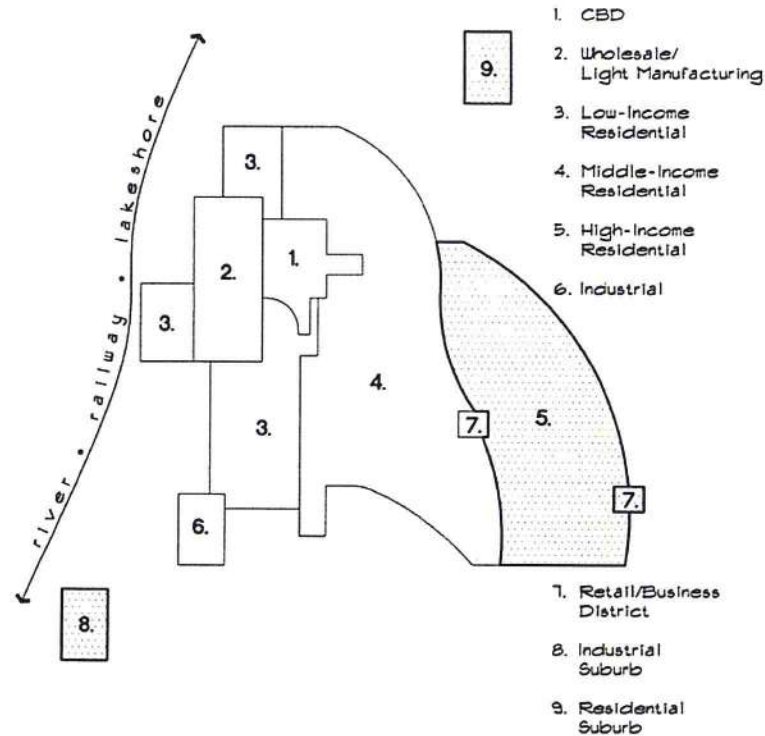 1. CBD
2. Wholesale/
Light Manufacturing
3. Low-Income
Residential
4. Middle-Income
Residential
5. High-Income
Residential
6. Industrial
river • railway • lakeshore
9.
3.
2.
1.
3.
4.
3.
7.
5.
7.
6.
8.
7. Retail/Business
District
8. Industrial
Suburb
9. Residential
Suburb